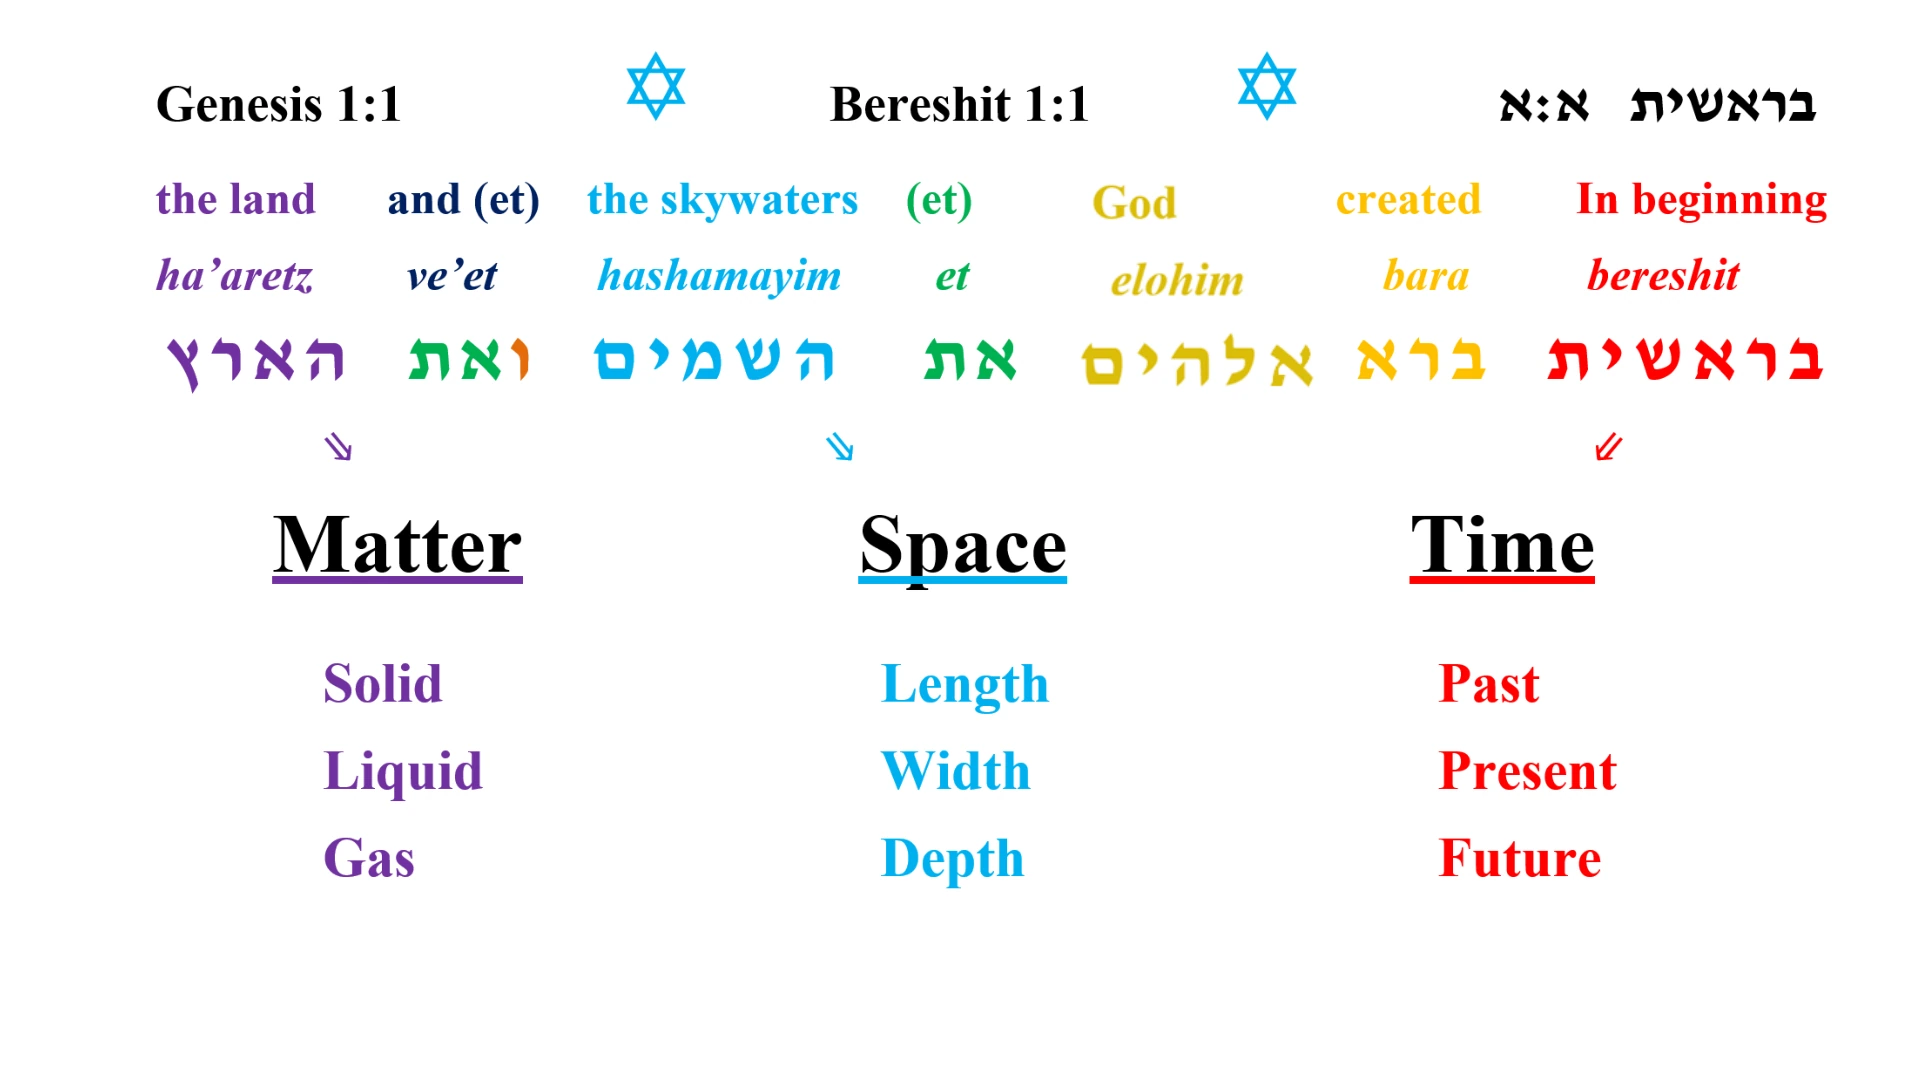 Genesis 1:1 ✡ Bereshit 1:1 ✡ בראשית א:א
the land and (et) the skywaters (et) God created In beginning
ha’aretz ve’et hashamayim et elohim bara bereshit
בראשית ברא אלהים את השמים ואת הארץ
⇘ ⇘ ⇙
Matter Space Time
Solid Length Past
Liquid Width Present
Gas Depth Future